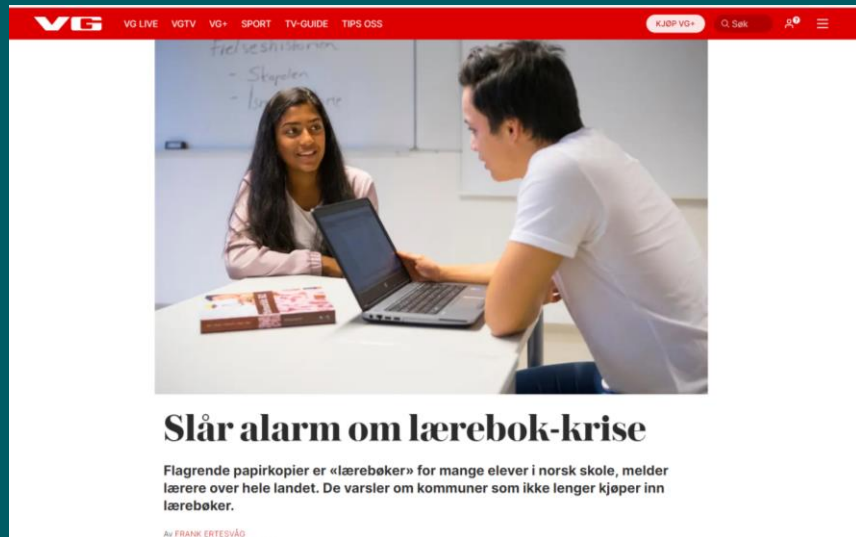 VG VG LIVE VGTV VG+ SPORT TV-GUIDE TIPS OSS KJØP VG+ Søk
Frelseshistorien
- Skapelsen
Slår alarm om lærebok-krise
Flagrende papirkopier er «lærebøker» for mange elever i norsk skole, melder
lærere over hele landet. De varsler om kommuner som ikke lenger kjøper inn
lærebøker.
Av FRANK ERTESVÅG